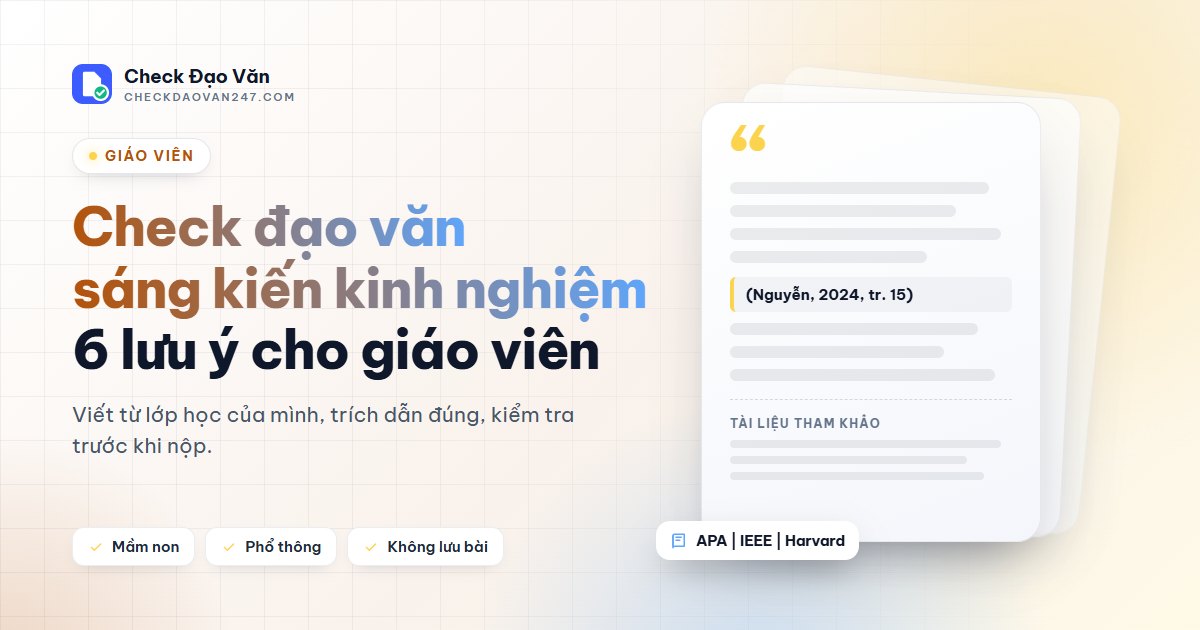 Check Đạo Văn
CHECKDAOVAN247.COM
GIÁO VIÊN
Check đạo văn
sáng kiến kinh nghiệm
6 lưu ý cho giáo viên
Viết từ lớp học của mình, trích dẫn đúng, kiểm tra
trước khi nộp.
Mầm non
Phổ thông
Không lưu bài
“
(Nguyễn, 2024, tr. 15)
TÀI LIỆU THAM KHẢO
APA | IEEE | Harvard